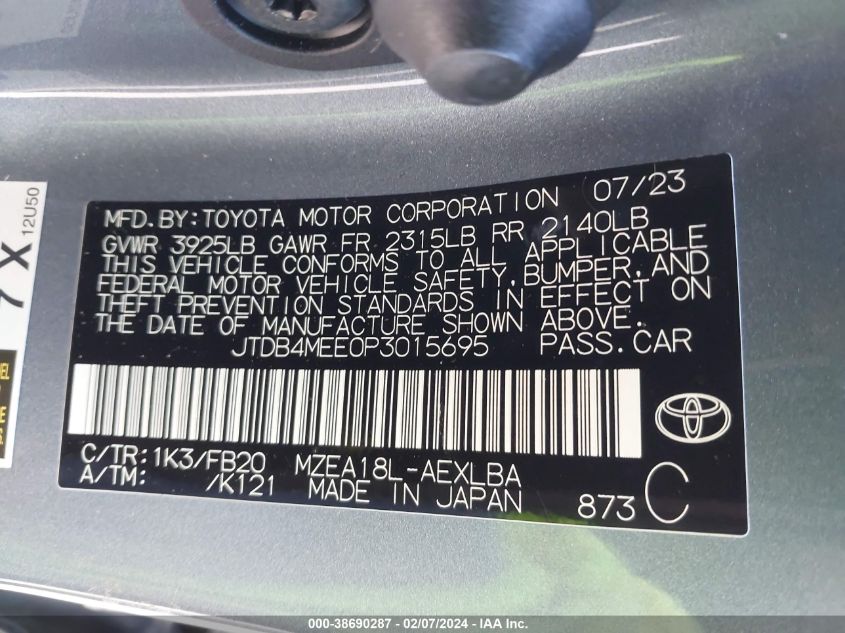 MFD.BY:TOYOTA MOTOR CORPORATION 07/23
GVWR 3925LB GAWR FR 2315LB RR 2140LB
THIS VEHICLE CONFORMS TO ALL APPLICABLE
FEDERAL MOTOR VEHICLE SAFETY,BUMPER,AND
THEFT PREVENTION STANDARDS IN EFFECT ON
THE DATE OF MANUFACTURE SHOWN ABOVE.
JTDB4MEE0P3015695 PASS.CAR
C/TR:1K3/FB20 MZEA18L-AEXLBA
A/TM: /K121 MADE IN JAPAN 873 C
7X
12U50
000-38690287 - 02/07/2024 - IAAI Inc.